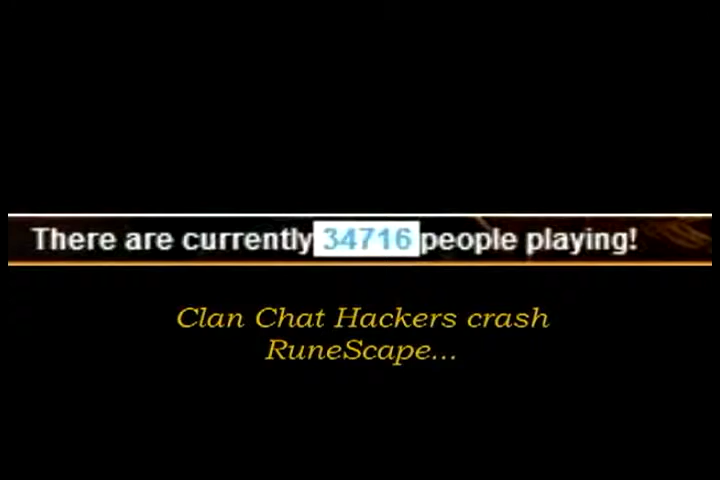 There are currently 34716 people playing!
Clan Chat Hackers crash
RuneScape...